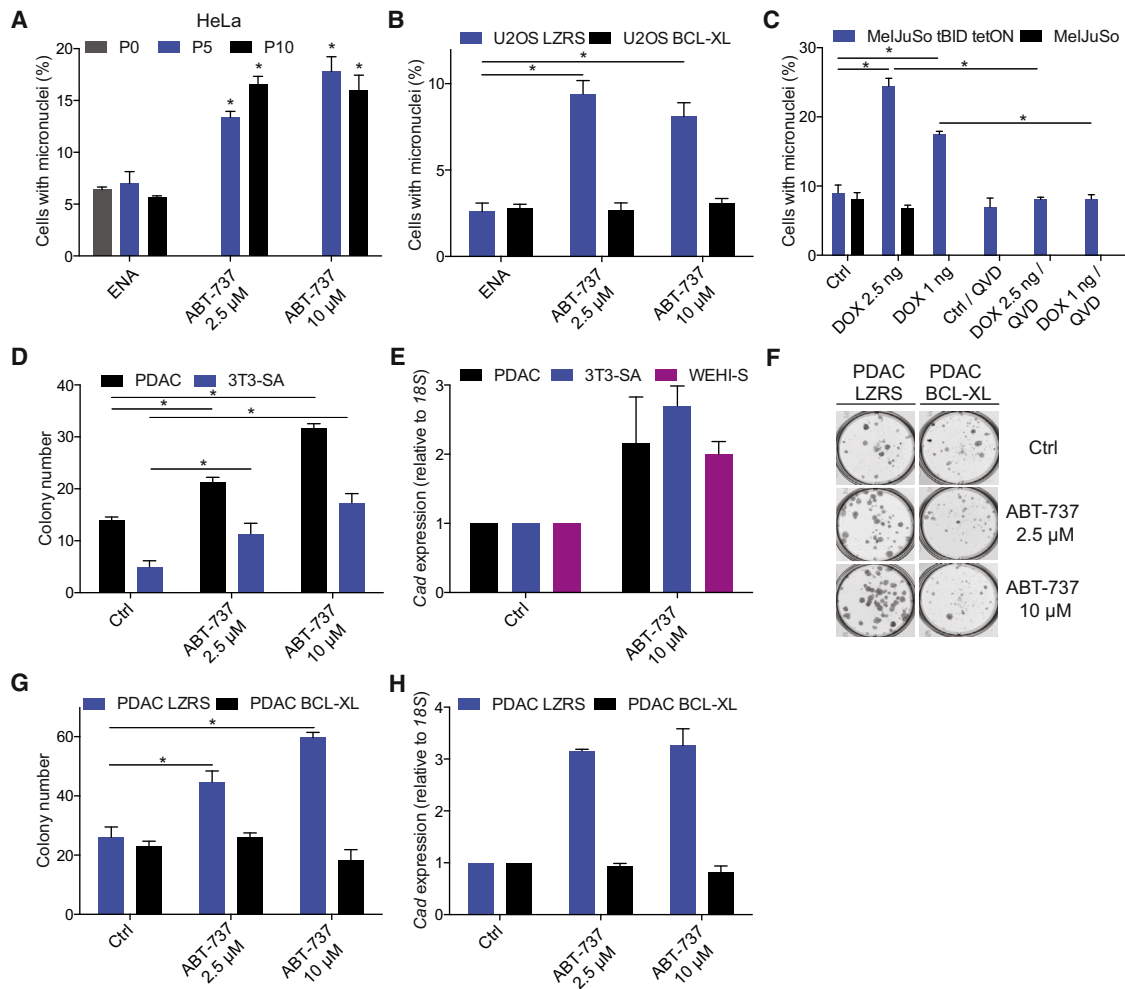 A
HeLa
P0 P5 P10
Cells with micronuclei (%)
20
15
10
5
0
* * * *
ENA
ABT-737
2.5 µM
ABT-737
10 µM
B
U2OS LZRS U2OS BCL-XL
Cells with micronuclei (%)
15
10
5
0
* *
ENA
ABT-737
2.5 µM
ABT-737
10 µM
C
MelJuSo tBID tetON MelJuSo
Cells with micronuclei (%)
30
20
10
0
* * * *
Ctrl
DOX 2.5 ng
DOX 1 ng
Ctrl / QVD
DOX 2.5 ng /
QVD
DOX 1 ng /
QVD
D
PDAC 3T3-SA
Colony number
40
30
20
10
0
* * * *
Ctrl
ABT-737
2.5 µM
ABT-737
10 µM
E
PDAC 3T3-SA WEHI-S
Cad expression (relative to 18S)
3
2
1
0
Ctrl
ABT-737
10 µM
F
PDAC
LZRS
PDAC
BCL-XL
Ctrl
ABT-737
2.5 µM
ABT-737
10 µM
G
PDAC LZRS PDAC BCL-XL
Colony number
60
40
20
0
* *
Ctrl
ABT-737
2.5 µM
ABT-737
10 µM
H
PDAC LZRS PDAC BCL-XL
Cad expression (relative to 18S)
4
3
2
1
0
Ctrl
ABT-737
2.5 µM
ABT-737
10 µM